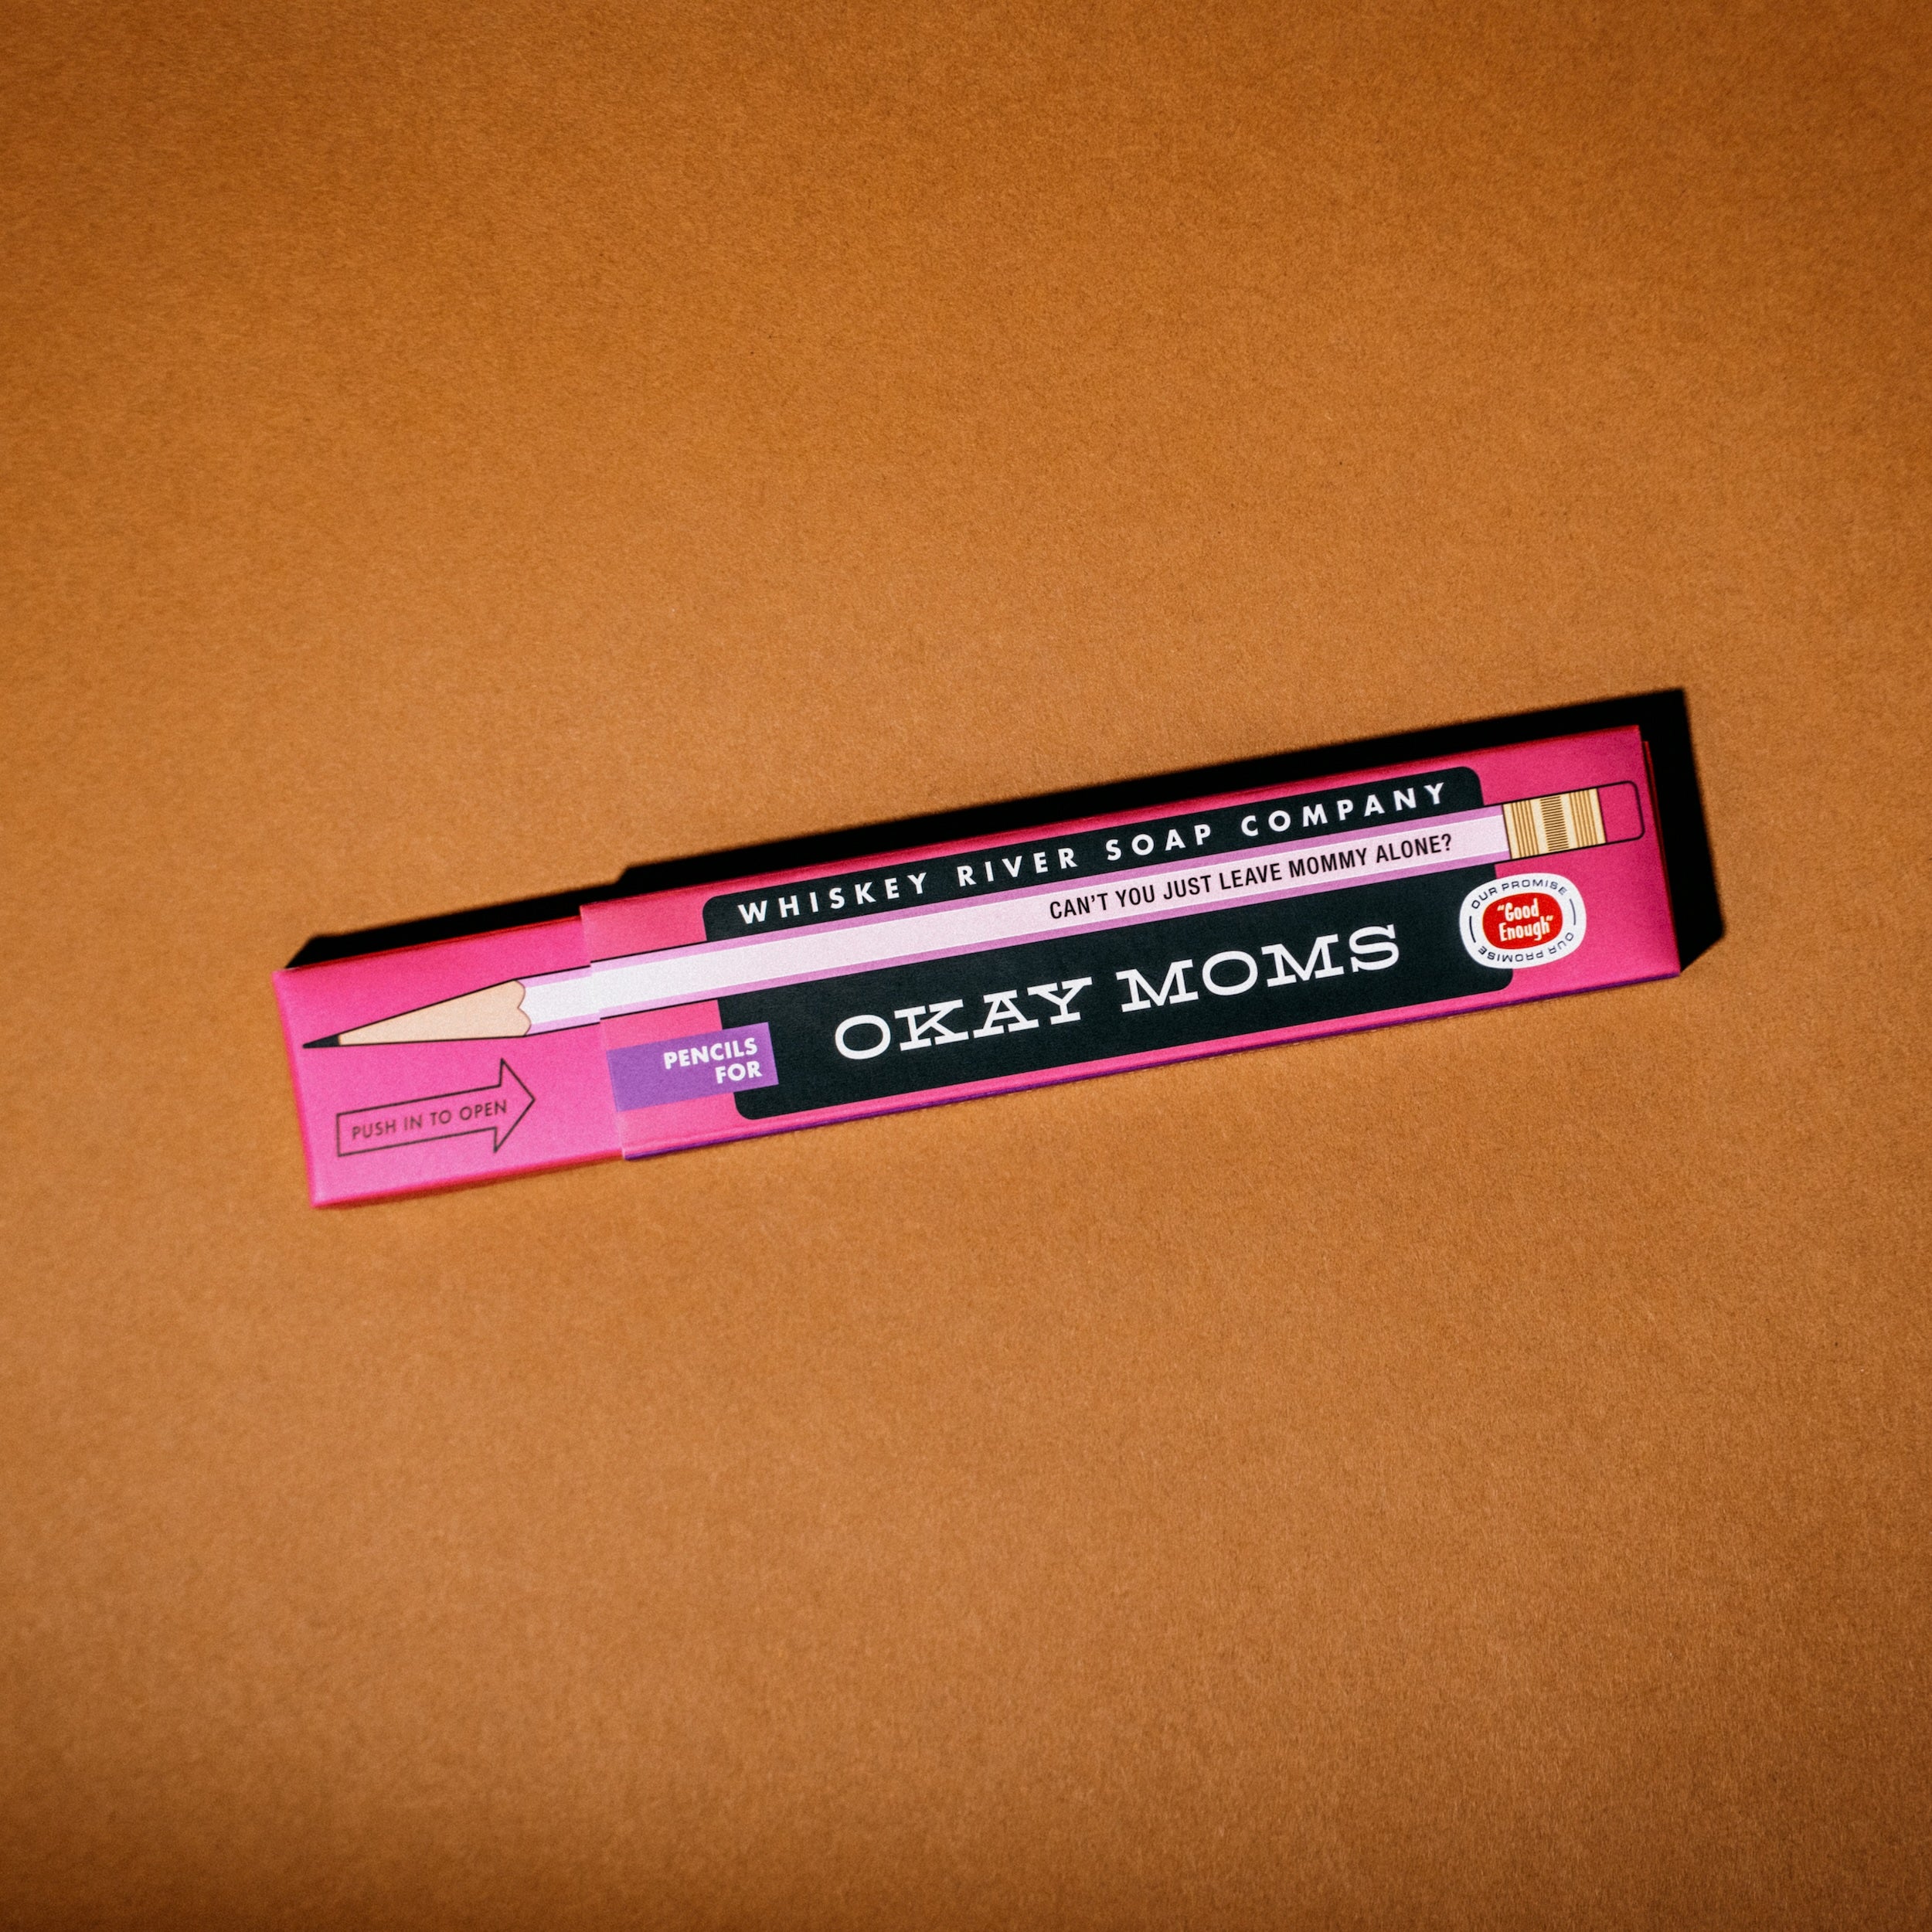 WHISKEY RIVER SOAP COMPANY
CAN'T YOU JUST LEAVE MOMMY ALONE?
PENCILS
FOR
OKAY MOMS
OUR PROMISE
"Good
Enough"
OUR PROMISE
PUSH IN TO OPEN